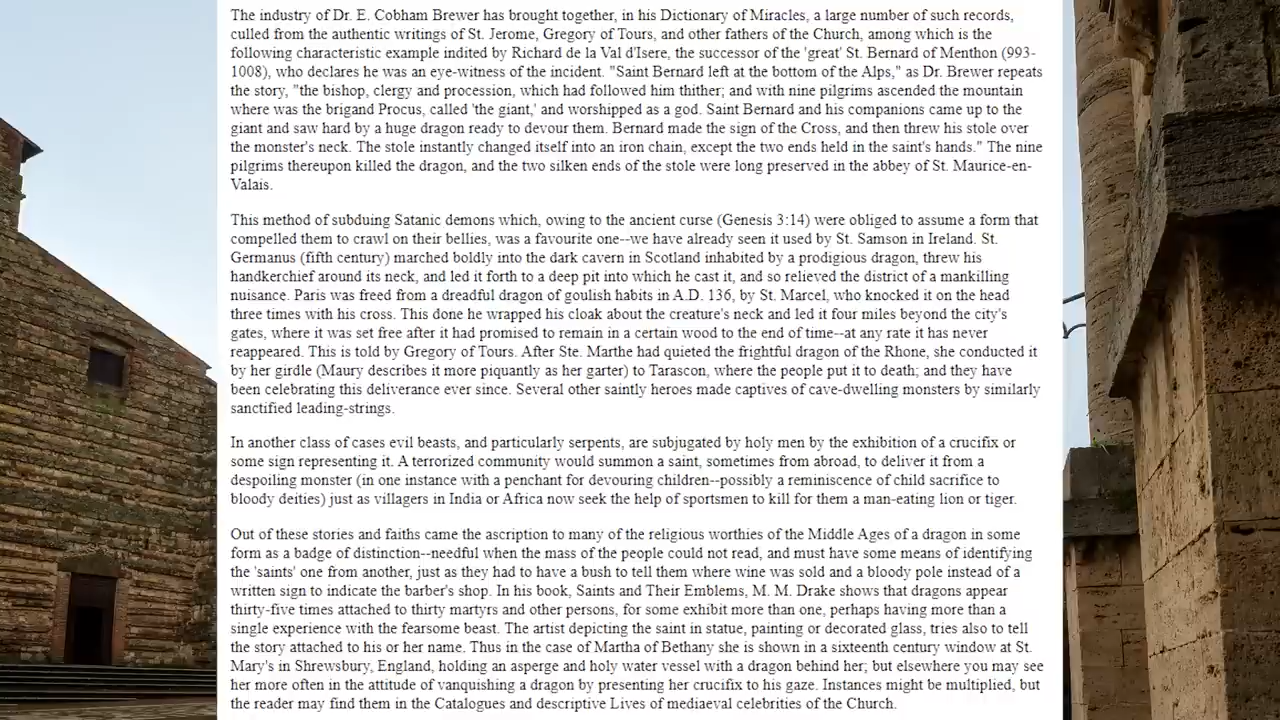 The industry of Dr. E. Cobham Brewer has brought together, in his Dictionary of Miracles, a large number of such records,
culled from the authentic writings of St. Jerome, Gregory of Tours, and other fathers of the Church, among which is the
following characteristic example indited by Richard de la Val d'Isere, the successor of the 'great' St. Bernard of Menthon (993-
1008), who declares he was an eye-witness of the incident. "Saint Bernard left at the bottom of the Alps," as Dr. Brewer repeats
the story, "the bishop, clergy and procession, which had followed him thither; and with nine pilgrims ascended the mountain
where was the brigand Procus, called 'the giant,' and worshipped as a god. Saint Bernard and his companions came up to the
giant and saw hard by a huge dragon ready to devour them. Bernard made the sign of the Cross, and then threw his stole over
the monster's neck. The stole instantly changed itself into an iron chain, except the two ends held in the saint's hands." The nine
pilgrims thereupon killed the dragon, and the two silken ends of the stole were long preserved in the abbey of St. Maurice-en-
Valais.
This method of subduing Satanic demons which, owing to the ancient curse (Genesis 3:14) were obliged to assume a form that
compelled them to crawl on their bellies, was a favourite one--we have already seen it used by St. Samson in Ireland. St.
Germanus (fifth century) marched boldly into the dark cavern in Scotland inhabited by a prodigious dragon, threw his
handkerchief around its neck, and led it forth to a deep pit into which he cast it, and so relieved the district of a mankilling
nuisance. Paris was freed from a dreadful dragon of goulish habits in A.D. 136, by St. Marcel, who knocked it on the head
three times with his cross. This done he wrapped his cloak about the creature's neck and led it four miles beyond the city's
gates, where it was set free after it had promised to remain in a certain wood to the end of time--at any rate it has never
reappeared. This is told by Gregory of Tours. After Ste. Marthe had quieted the frightful dragon of the Rhone, she conducted it
by her girdle (Maury describes it more piquantly as her garter) to Tarascon, where the people put it to death; and they have
been celebrating this deliverance ever since. Several other saintly heroes made captives of cave-dwelling monsters by similarly
sanctified leading-strings.
In another class of cases evil beasts, and particularly serpents, are subjugated by holy men by the exhibition of a crucifix or
some sign representing it. A terrorized community would summon a saint, sometimes from abroad, to deliver it from a
despoiling monster (in one instance with a penchant for devouring children--possibly a reminiscence of child sacrifice to
bloody deities) just as villagers in India or Africa now seek the help of sportsmen to kill for them a man-eating lion or tiger.
Out of these stories and faiths came the ascription to many of the religious worthies of the Middle Ages of a dragon in some
form as a badge of distinction--needful when the mass of the people could not read, and must have some means of identifying
the 'saints' one from another, just as they had to have a bush to tell them where wine was sold and a bloody pole instead of a
written sign to indicate the barber's shop. In his book, Saints and Their Emblems, M. M. Drake shows that dragons appear
thirty-five times attached to thirty martyrs and other persons, for some exhibit more than one, perhaps having more than a
single experience with the fearsome beast. The artist depicting the saint in statue, painting or decorated glass, tries also to tell
the story attached to his or her name. Thus in the case of Martha of Bethany she is shown in a sixteenth century window at St.
Mary's in Shrewsbury, England, holding an asperge and holy water vessel with a dragon behind her; but elsewhere you may see
her more often in the attitude of vanquishing a dragon by presenting her crucifix to his gaze. Instances might be multiplied, but
the reader may find them in the Catalogues and descriptive Lives of mediaeval celebrities of the Church.